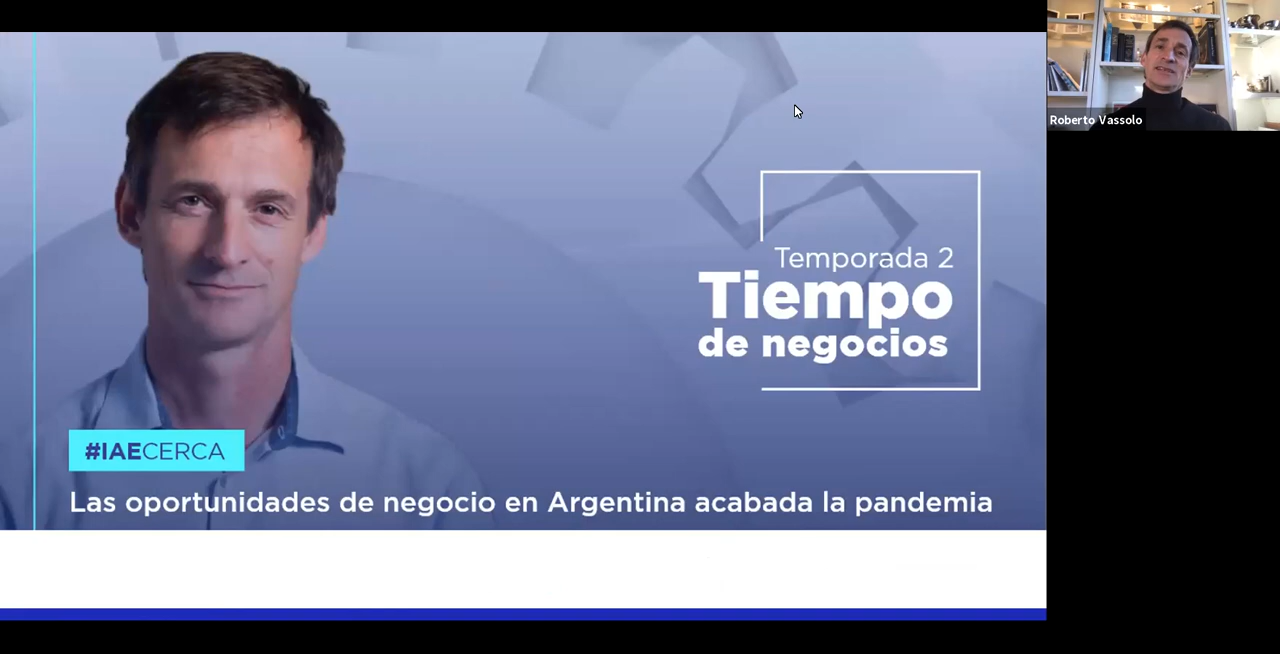 Roberto Vassolo
Temporada 2
Tiempo
de negocios
#IAECERCA
Las oportunidades de negocio en Argentina acabada la pandemia